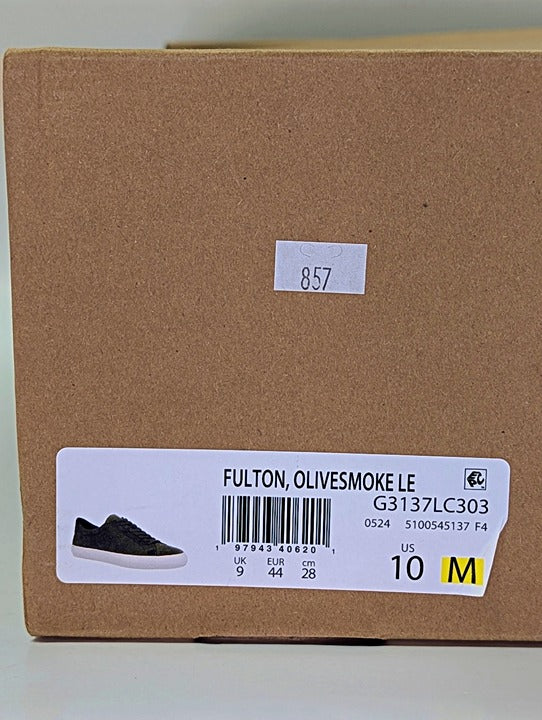 857
FULTON, OLIVESMOKE LE
G3137LC303
0524 5100545137 F4
1 97943 40620 1
UK EUR cm
9 44 28
US
10 M